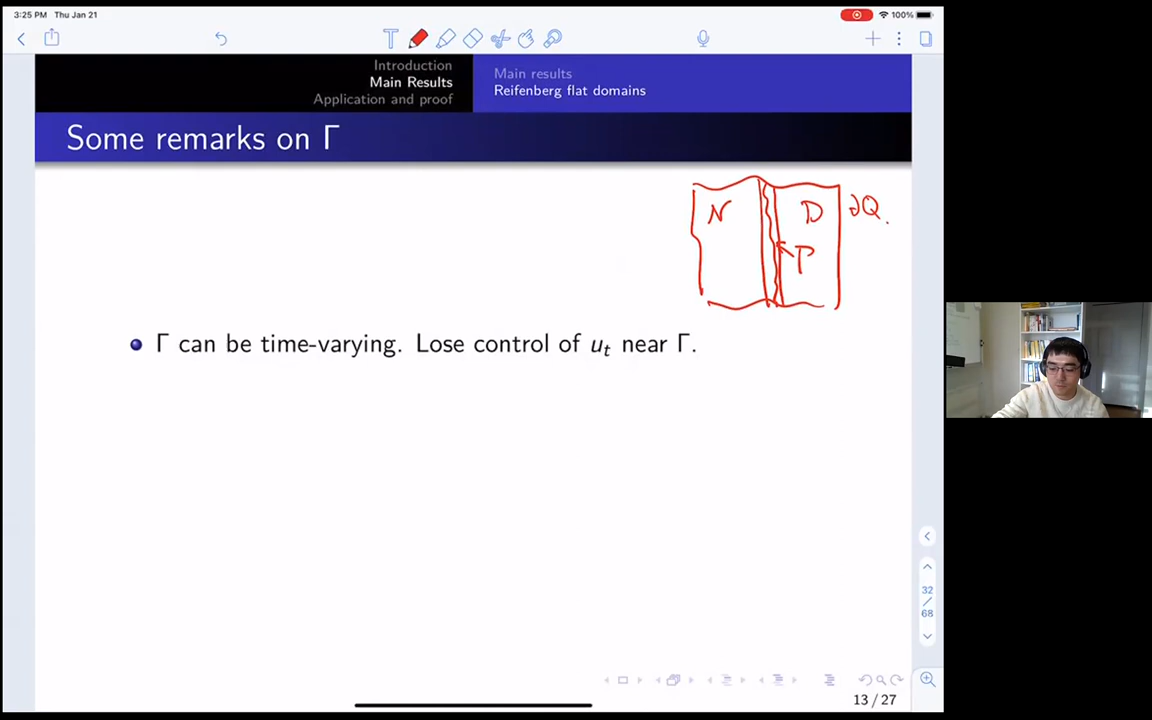 3:25 PM Thu Jan 21
100%
Introduction
Main Results
Application and proof
Main results
Reifenberg flat domains
Some remarks on Γ
N D ∂Q.
Γ
Γ can be time-varying. Lose control of u_t near Γ.
32
/
68
13 / 27